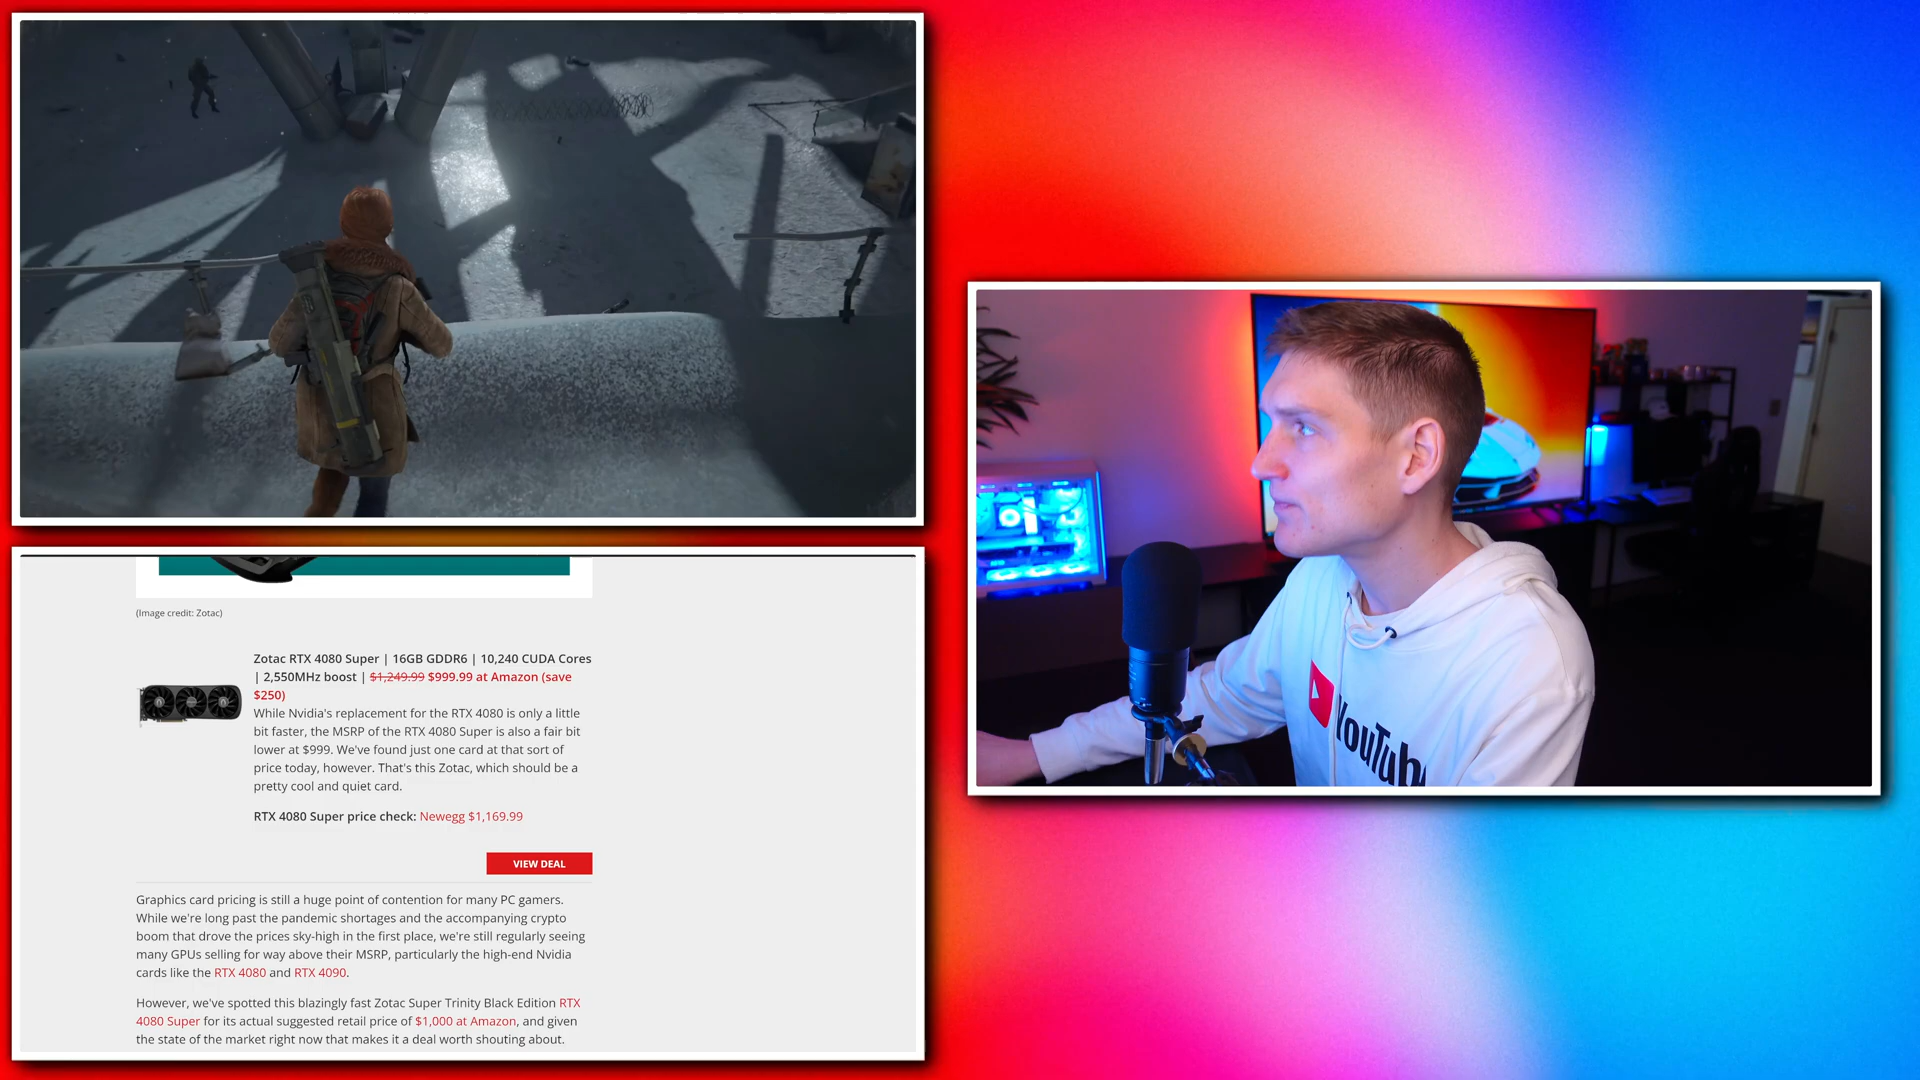 (Image credit: Zotac)
Zotac RTX 4080 Super | 16GB GDDR6 | 10,240 CUDA Cores
| 2,550MHz boost | $1,249.99 $999.99 at Amazon (save
$250)
While Nvidia's replacement for the RTX 4080 is only a little
bit faster, the MSRP of the RTX 4080 Super is also a fair bit
lower at $999. We've found just one card at that sort of
price today, however. That's this Zotac, which should be a
pretty cool and quiet card.
RTX 4080 Super price check: Newegg $1,169.99
VIEW DEAL
Graphics card pricing is still a huge point of contention for many PC gamers.
While we're long past the pandemic shortages and the accompanying crypto
boom that drove the prices sky-high in the first place, we're still regularly seeing
many GPUs selling for way above their MSRP, particularly the high-end Nvidia
cards like the RTX 4080 and RTX 4090.
However, we've spotted this blazingly fast Zotac Super Trinity Black Edition RTX
4080 Super for its actual suggested retail price of $1,000 at Amazon, and given
the state of the market right now that makes it a deal worth shouting about.
YouTub